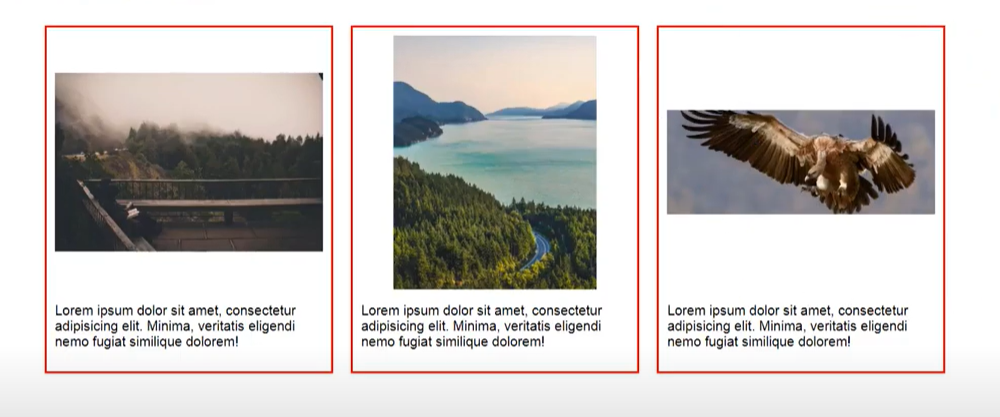 Lorem ipsum dolor sit amet, consectetur
adipisicing elit. Minima, veritatis eligendi
nemo fugiat similique dolorem!
Lorem ipsum dolor sit amet, consectetur
adipisicing elit. Minima, veritatis eligendi
nemo fugiat similique dolorem!
Lorem ipsum dolor sit amet, consectetur
adipisicing elit. Minima, veritatis eligendi
nemo fugiat similique dolorem!